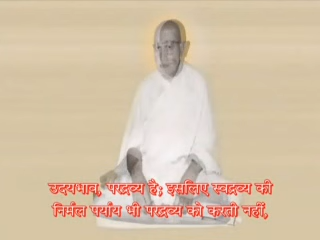 उदयभाव, परद्रव्य है; इसलिए स्वद्रव्य की
निर्मल पर्याय भी परद्रव्य को करती नहीं,